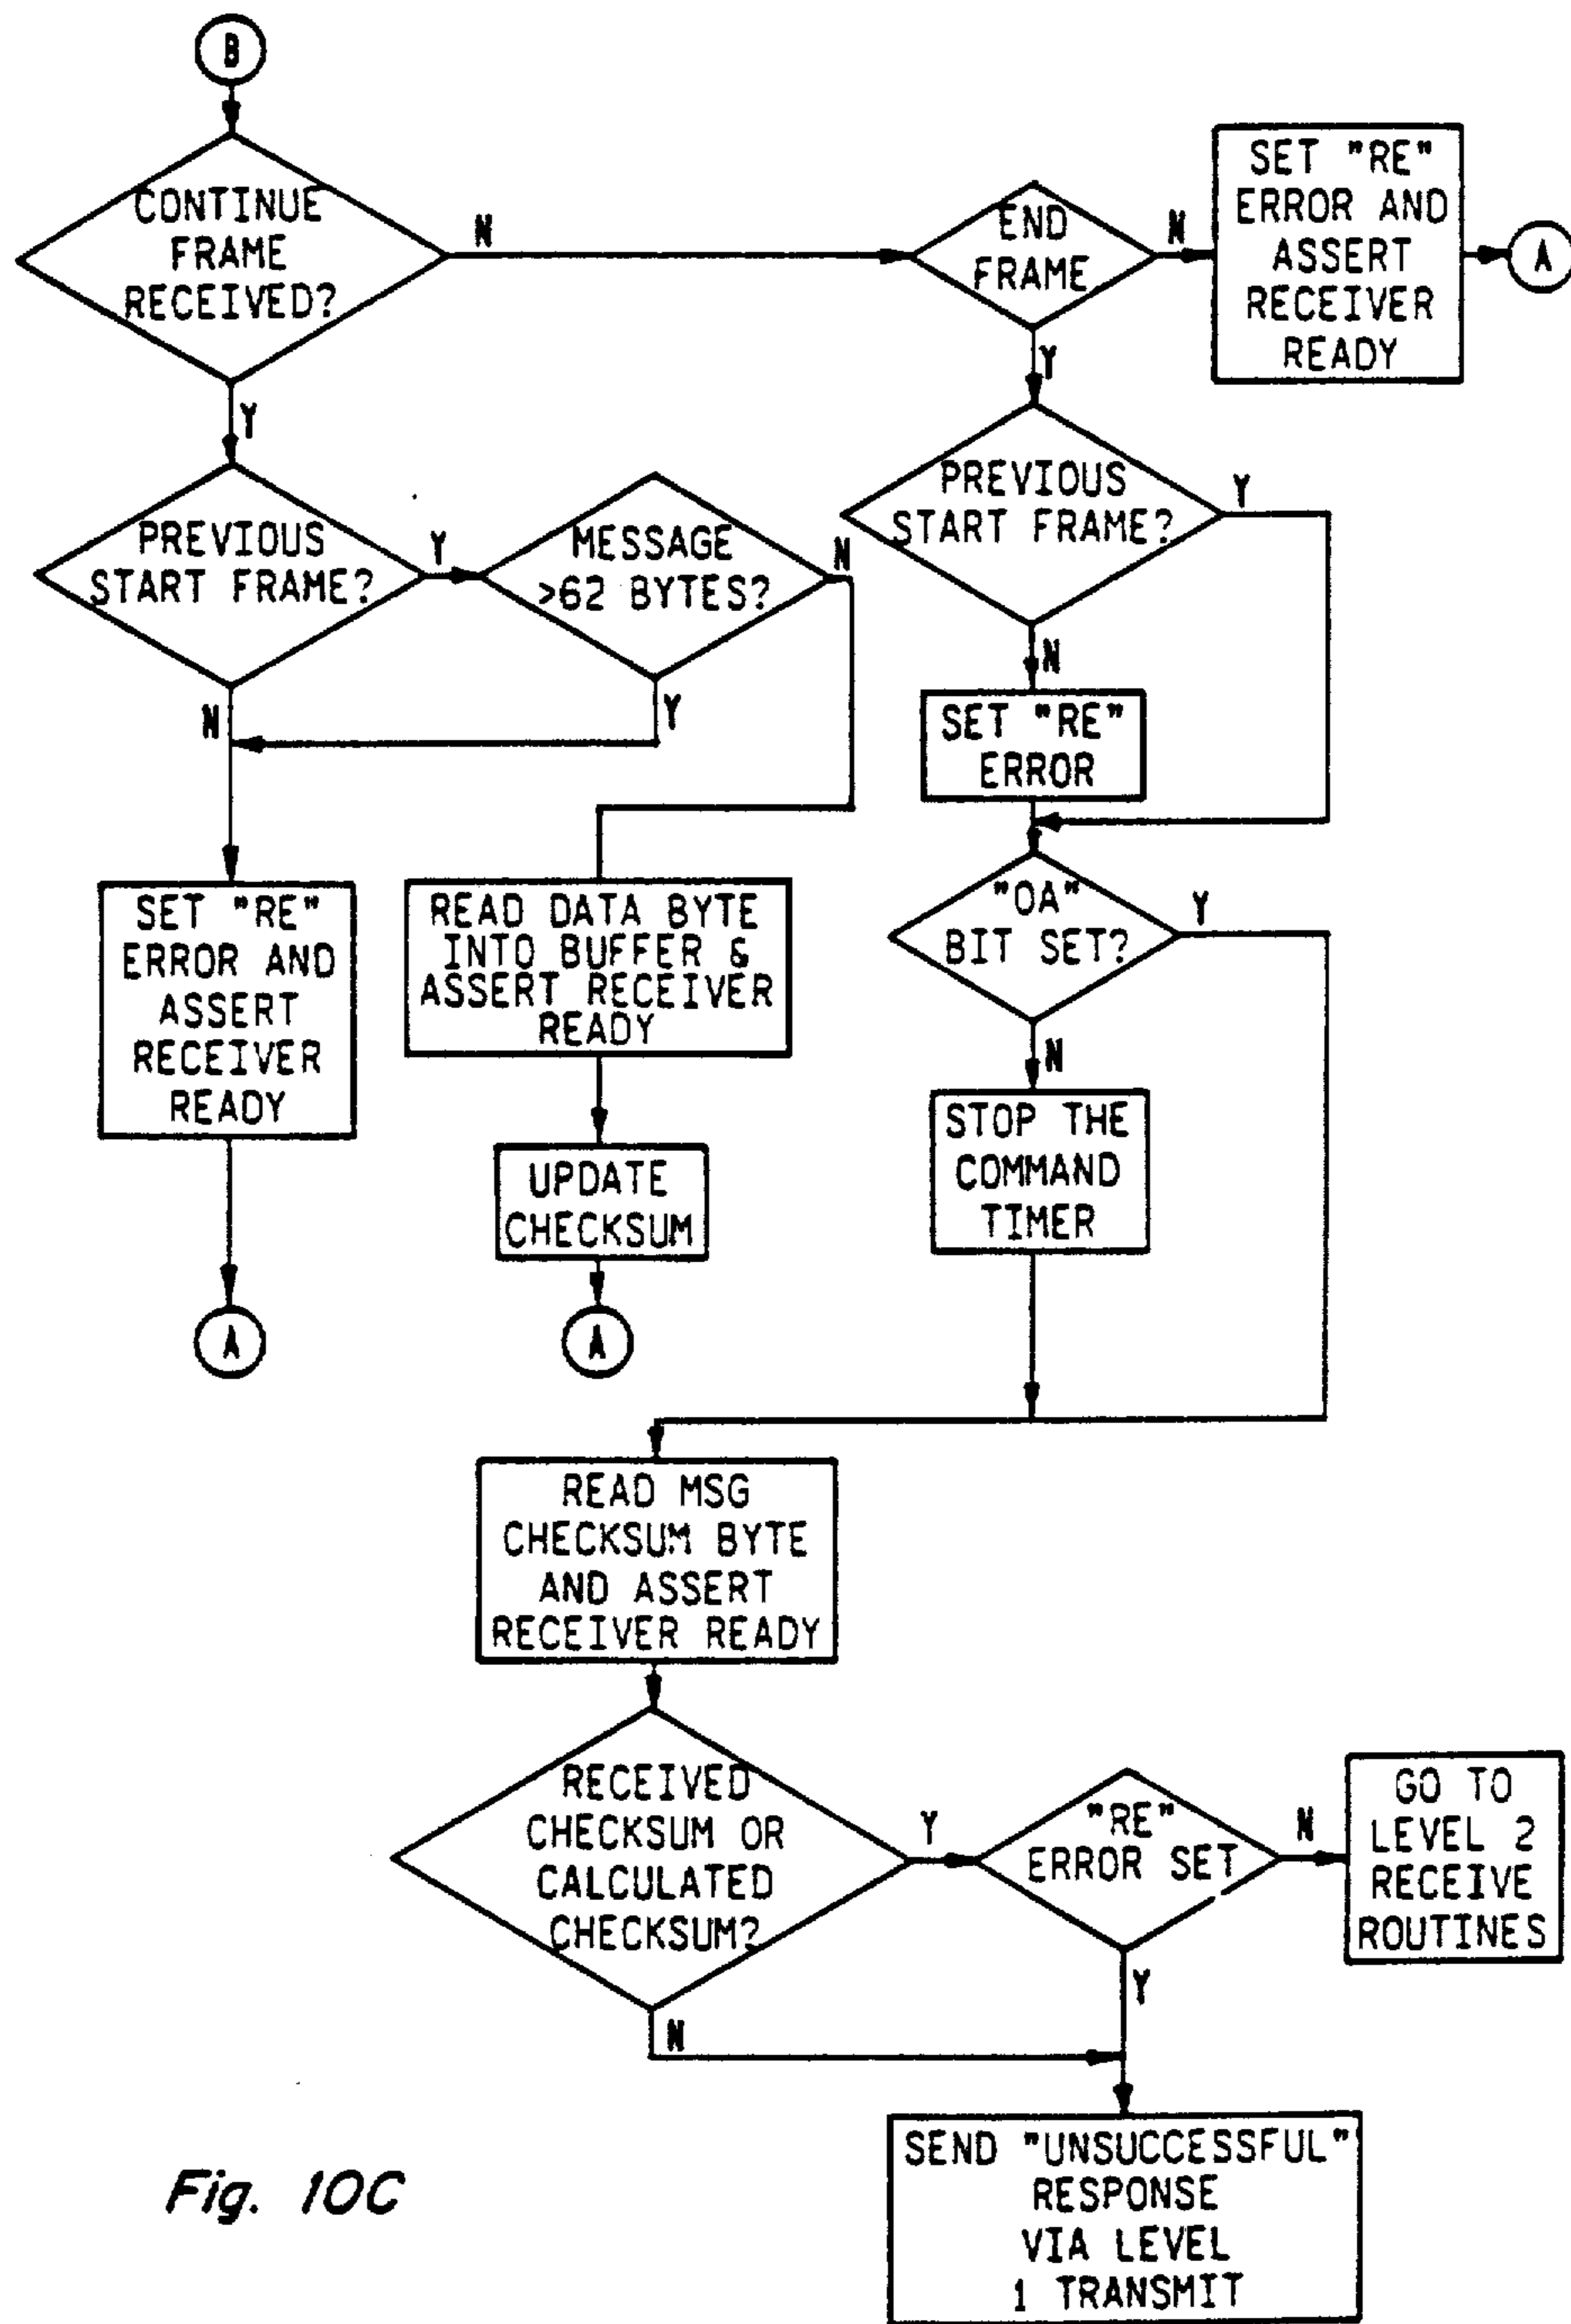 B
CONTINUE
FRAME
RECEIVED?
N
END
FRAME
N
SET "RE"
ERROR AND
ASSERT
RECEIVER
READY
A
Y
Y
PREVIOUS
START FRAME?
Y
MESSAGE
>62 BYTES?
N
PREVIOUS
START FRAME?
Y
N
Y
N
SET "RE"
ERROR
SET "RE"
ERROR AND
ASSERT
RECEIVER
READY
READ DATA BYTE
INTO BUFFER &
ASSERT RECEIVER
READY
"OA"
BIT SET?
Y
N
UPDATE
CHECKSUM
STOP THE
COMMAND
TIMER
A
A
READ MSG
CHECKSUM BYTE
AND ASSERT
RECEIVER READY
RECEIVED
CHECKSUM OR
CALCULATED
CHECKSUM?
Y
"RE"
ERROR SET
N
GO TO
LEVEL 2
RECEIVE
ROUTINES
N
Y
SEND "UNSUCCESSFUL"
RESPONSE
VIA LEVEL
1 TRANSMIT
Fig. 10C